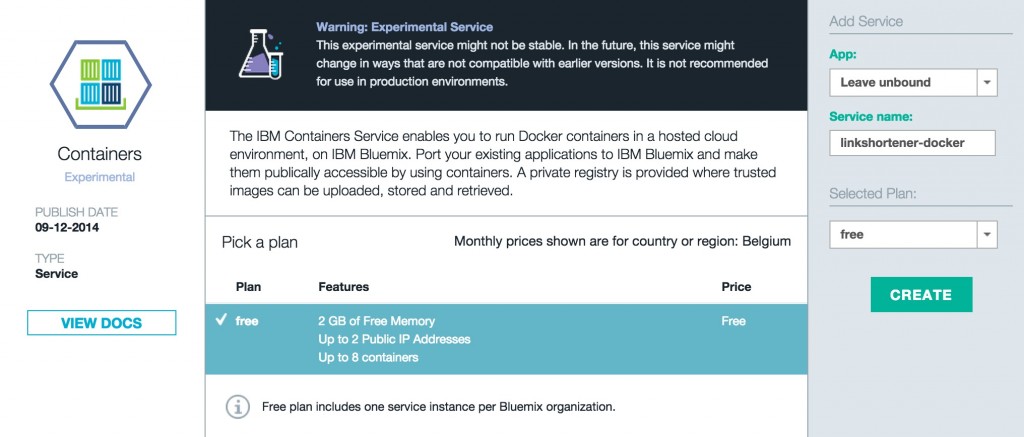 Containers
Experimental
PUBLISH DATE
09-12-2014
TYPE
Service
VIEW DOCS
Warning: Experimental Service
This experimental service might not be stable. In the future, this service might
change in ways that are not compatible with earlier versions. It is not recommended
for use in production environments.
The IBM Containers Service enables you to run Docker containers in a hosted cloud
environment, on IBM Bluemix. Port your existing applications to IBM Bluemix and make
them publically accessible by using containers. A private registry is provided where trusted
images can be uploaded, stored and retrieved.
Pick a plan
Monthly prices shown are for country or region: Belgium
Plan Features Price
free 2 GB of Free Memory Free
Up to 2 Public IP Addresses
Up to 8 containers
Free plan includes one service instance per Bluemix organization.
Add Service
App:
Leave unbound
Service name:
linkshortener-docker
Selected Plan:
free
CREATE